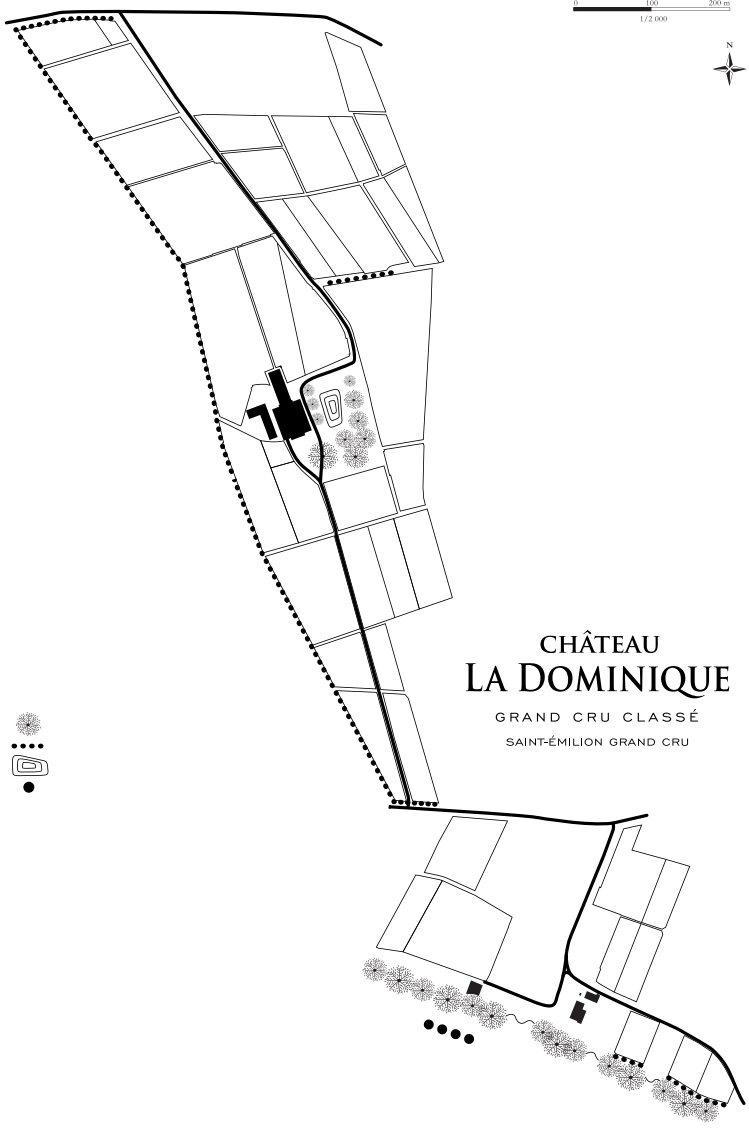 0 100 200 m
1/2 000
N
CHÂTEAU
LA DOMINIQUE
GRAND CRU CLASSÉ
SAINT-ÉMILION GRAND CRU